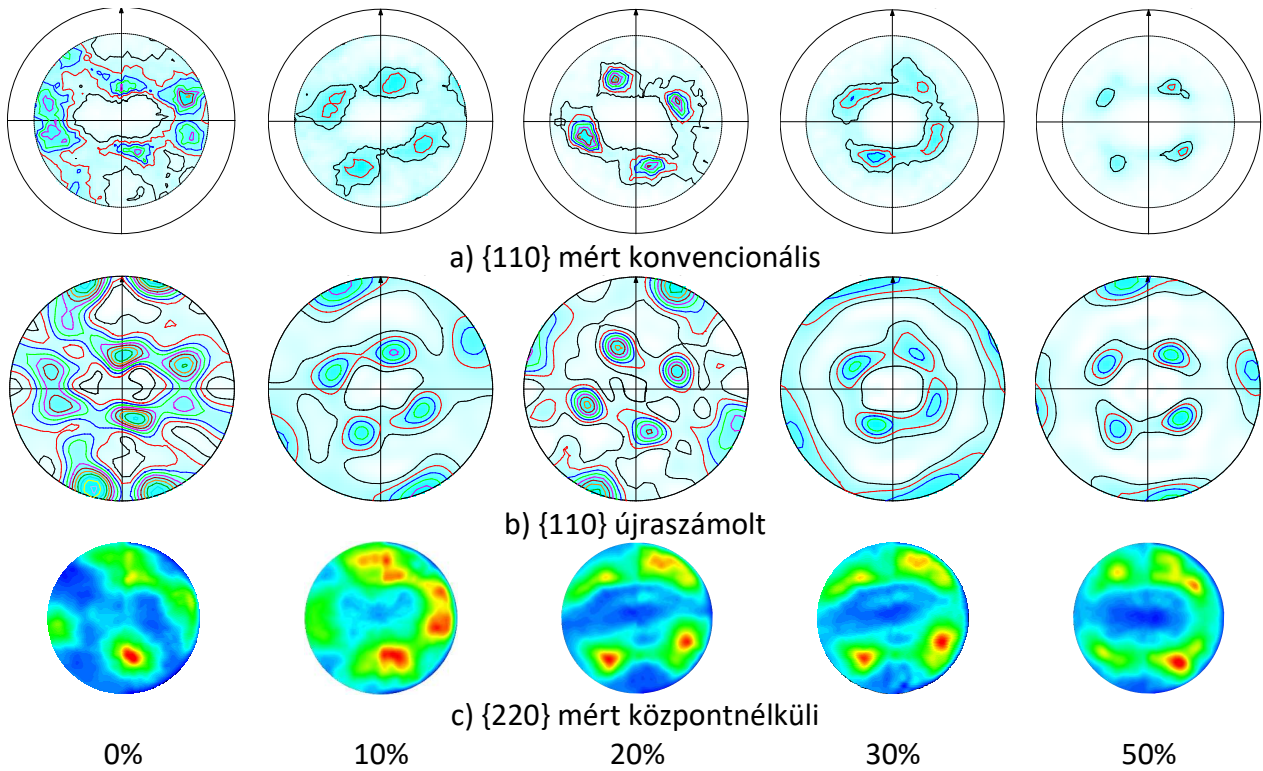 a) {110} mért konvencionális
b) {110} újraszámolt
c) {220} mért központnélküli
0% 10% 20% 30% 50%